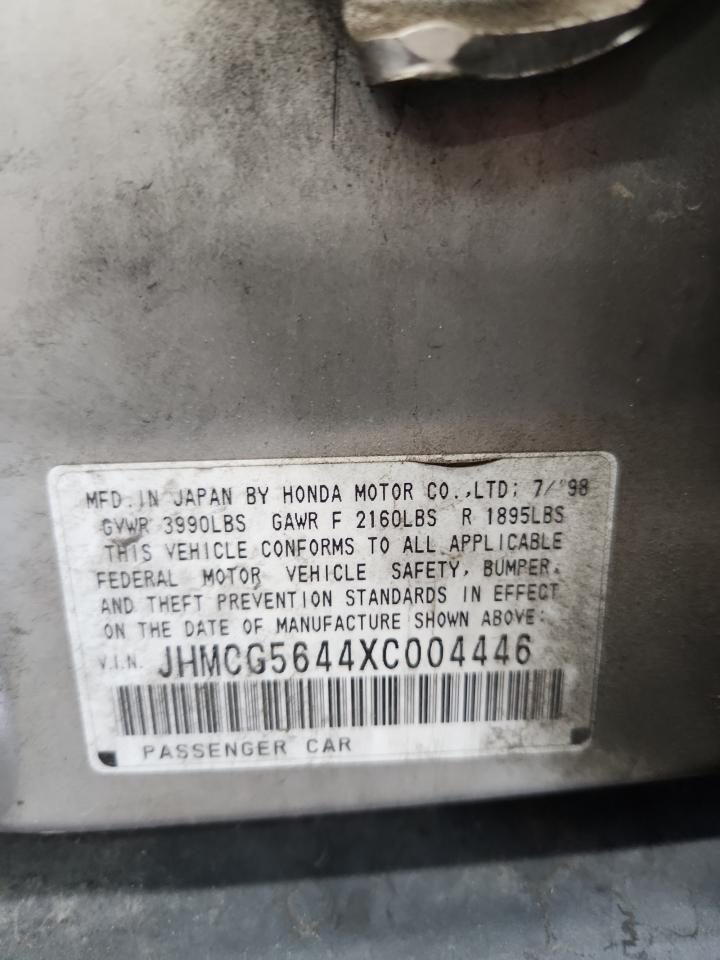 MFD. IN JAPAN BY HONDA MOTOR CO.,LTD: 7/'98
GVWR 3990LBS GAWR F 2160LBS R 1895LBS
THIS VEHICLE CONFORMS TO ALL APPLICABLE
FEDERAL MOTOR VEHICLE SAFETY, BUMPER,
AND THEFT PREVENTION STANDARDS IN EFFECT
ON THE DATE OF MANUFACTURE SHOWN ABOVE:
V.I.N. JHMCG5644XC004446
PASSENGER CAR